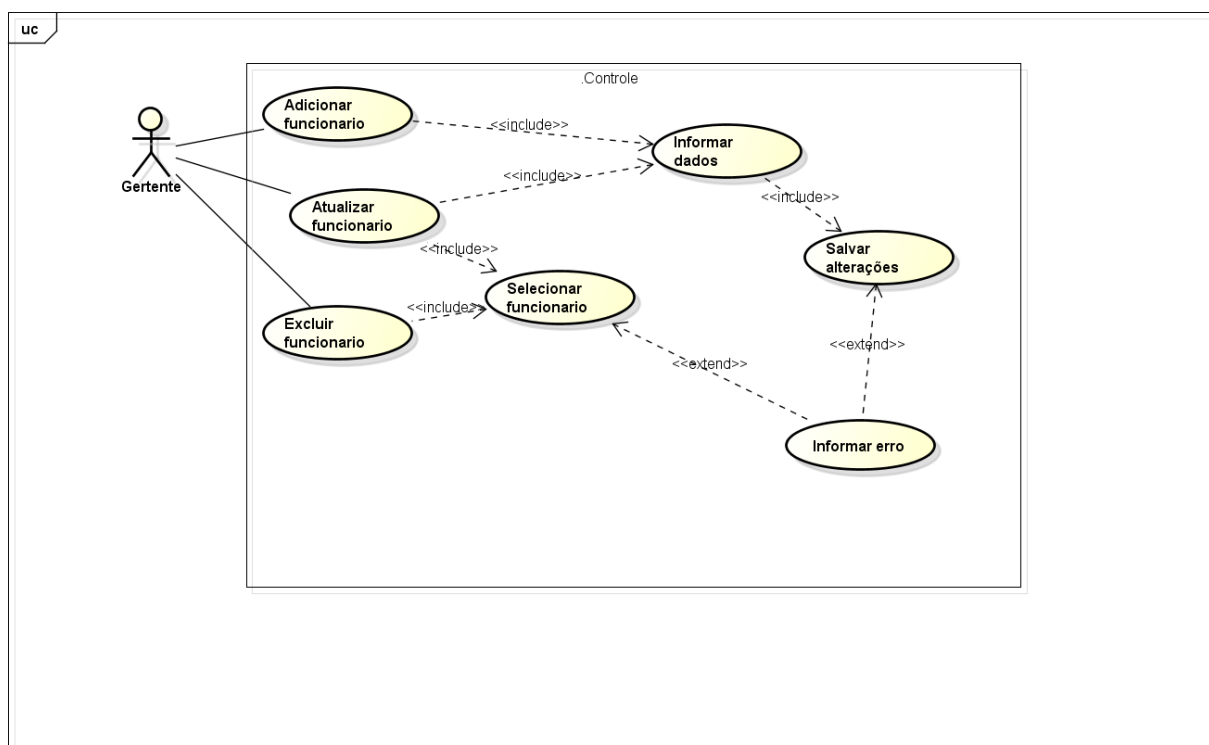 uc
.Controle
Adicionar
funcionario
<<include>>
Informar
dados
Gertente
<<include>>
Atualizar
funcionario
<<include>>
<<include>>
Salvar
alterações
Selecionar
funcionario
<<include>>
Excluir
funcionario
<<extend>>
<<extend>>
Informar erro